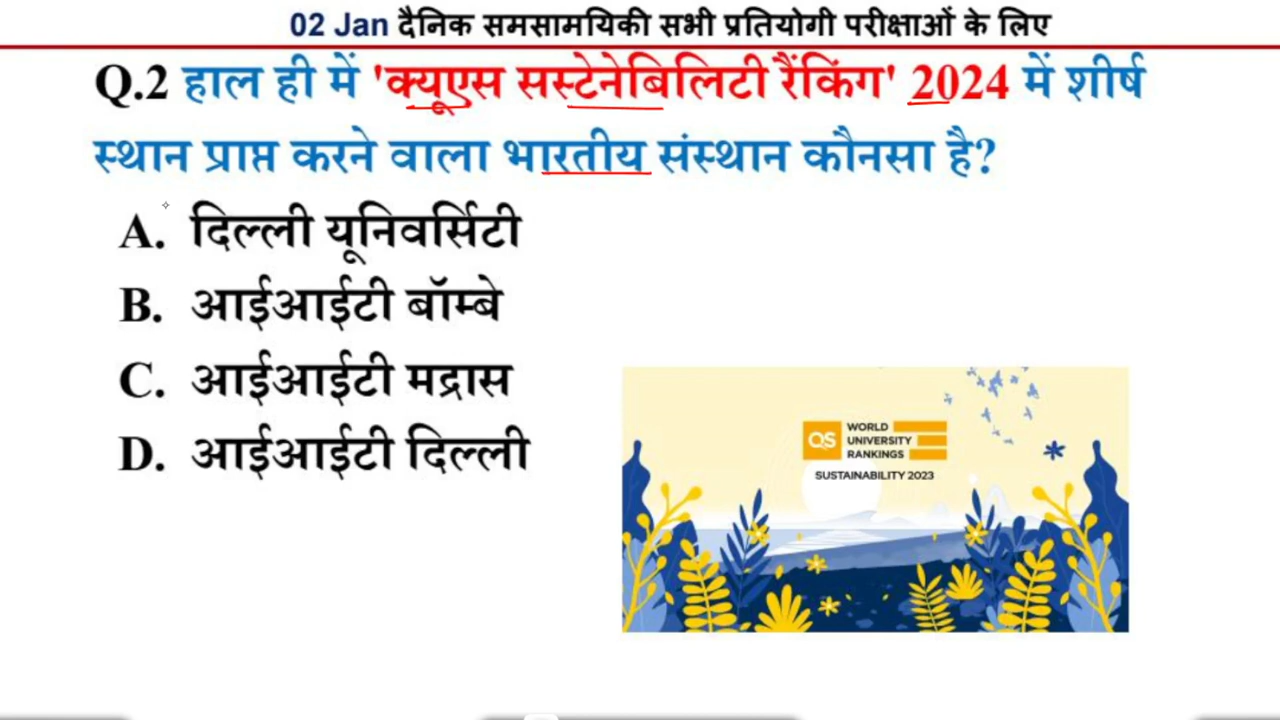 02 Jan दैनिक समसामयिकी सभी प्रतियोगी परीक्षाओं के लिए
Q.2 हाल ही में 'क्यूएस सस्टेनेबिलिटी रैंकिंग' 2024 में शीर्ष
स्थान प्राप्त करने वाला भारतीय संस्थान कौनसा है?
A. दिल्ली यूनिवर्सिटी
B. आईआईटी बॉम्बे
C. आईआईटी मद्रास
D. आईआईटी दिल्ली
QS WORLD
UNIVERSITY
RANKINGS
SUSTAINABILITY 2023